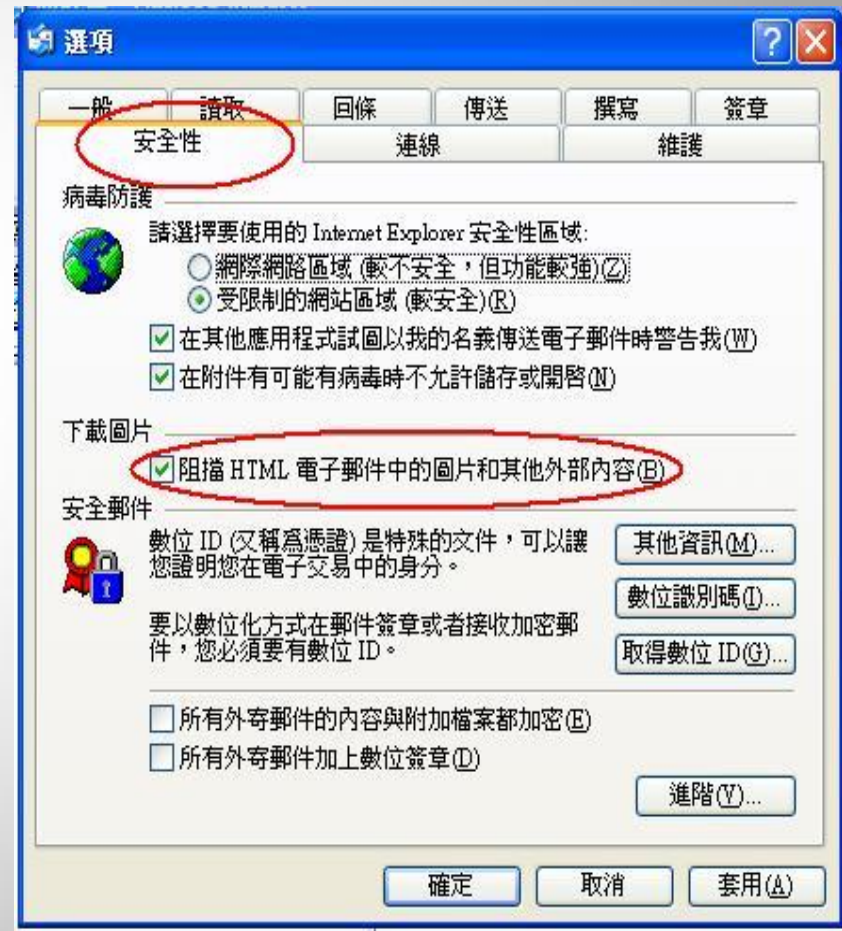 選項
一般 讀取 回條 傳送 撰寫 簽章
安全性 連線 維護
病毒防護
請選擇要使用的 Internet Explorer 安全性區域:
網際網路區域 (較不安全，但功能較強)(Z)
受限制的網站區域 (較安全)(R)
在其他應用程式試圖以我的名義傳送電子郵件時警告我(W)
在附件有可能有病毒時不允許儲存或開啓(N)
下載圖片
阻擋 HTML 電子郵件中的圖片和其他外部內容(B)
安全郵件
數位 ID (又稱爲憑證) 是特殊的文件，可以讓
您證明您在電子交易中的身分。
其他資訊(M)...
數位識別碼(I)...
要以數位化方式在郵件簽章或者接收加密郵
件，您必須要有數位 ID。
取得數位 ID(G)...
所有外寄郵件的內容與附加檔案都加密(E)
所有外寄郵件加上數位簽章(D)
進階(V)...
確定 取消 套用(A)